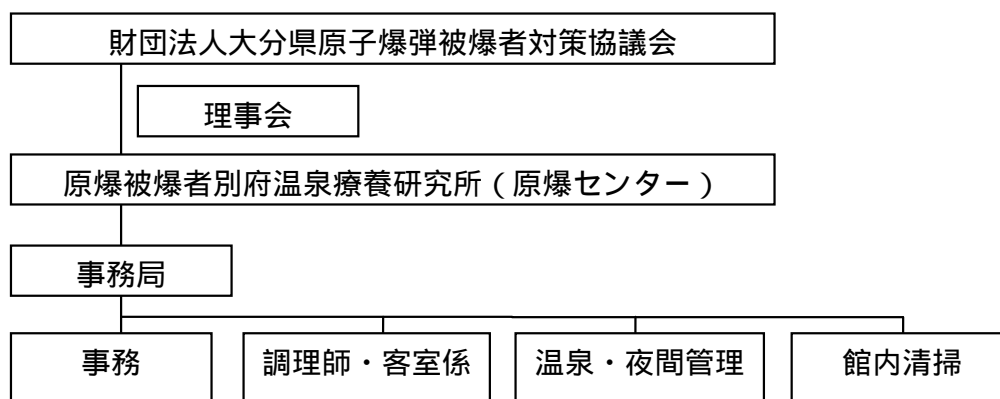 財団法人大分県原子爆弾被爆者対策協議会
理事会
原爆被爆者別府温泉療養研究所（原爆センター）
事務局
事務
調理師・客室係
温泉・夜間管理
館内清掃